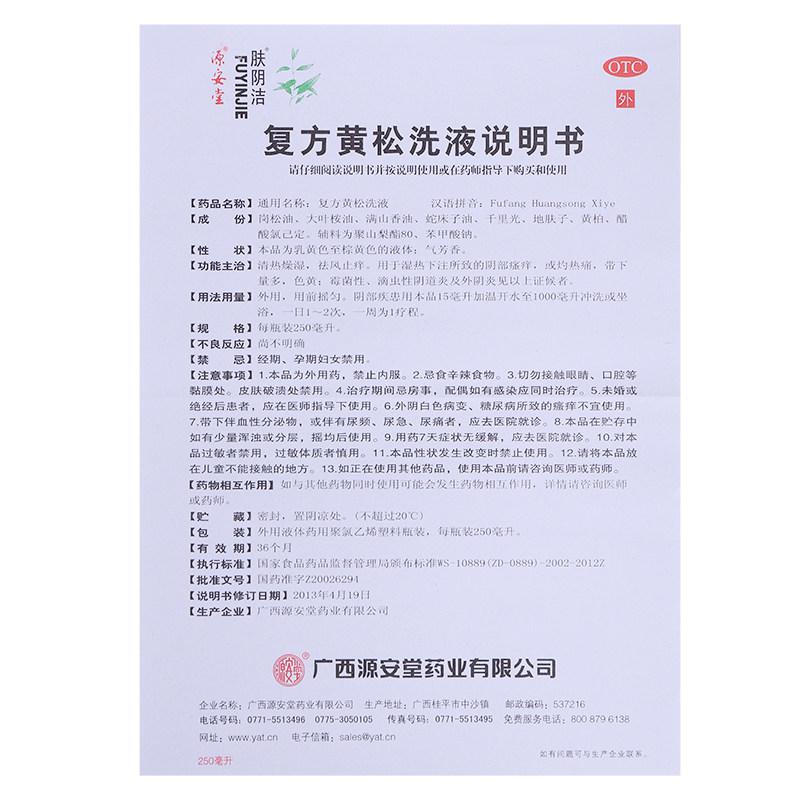 源安堂®
肤阴洁®
FUYINJIE
OTC
外
复方黄松洗液说明书
请仔细阅读说明书并按说明使用或在药师指导下购买和使用
【药品名称】通用名称：复方黄松洗液 汉语拼音：Fufang Huangsong Xiye
【成 份】岗松油、大叶桉油、满山香油、蛇床子油、千里光、地肤子、黄柏、醋
酸氯己定。辅料为聚山梨酯80、苯甲酸钠。
【性 状】本品为乳黄色至棕黄色的液体；气芳香。
【功能主治】清热燥湿，祛风止痒。用于湿热下注所致的阴部瘙痒，或灼热痛，带下
量多，色黄；霉菌性、滴虫性阴道炎及外阴炎见以上证候者。
【用法用量】外用，用前摇匀。阴部疾患用本品15毫升加温开水至1000毫升冲洗或坐
浴，一日1～2次，一周为1疗程。
【规 格】每瓶装250毫升。
【不良反应】尚不明确
【禁 忌】经期、孕期妇女禁用。
【注意事项】1.本品为外用药，禁止内服。2.忌食辛辣食物。3.切勿接触眼睛、口腔等
黏膜处。皮肤破溃处禁用。4.治疗期间忌房事，配偶如有感染应同时治疗。5.未婚或
绝经后患者，应在医师指导下使用。6.外阴白色病变、糖尿病所致的瘙痒不宜使用。
7.带下伴血性分泌物，或伴有尿频、尿急、尿痛者，应去医院就诊。8.本品在贮存中
如有少量浑浊或分层，摇均后使用。9.用药7天症状无缓解，应去医院就诊。10.对本
品过敏者禁用，过敏体质者慎用。11.本品性状发生改变时禁止使用。12.请将本品放
在儿童不能接触的地方。13.如正在使用其他药品，使用本品前请咨询医师或药师。
【药物相互作用】如与其他药物同时使用可能会发生药物相互作用，详情请咨询医师
或药师。
【贮 藏】密封，置阴凉处。(不超过20℃)
【包 装】外用液体药用聚氯乙烯塑料瓶装，每瓶装250毫升。
【有 效 期】36个月
【执行标准】国家食品药品监督管理局颁布标准WS-10889(ZD-0889)-2002-2012Z
【批准文号】国药准字Z20026294
【说明书修订日期】2013年4月19日
【生产企业】广西源安堂药业有限公司
®广西源安堂药业有限公司
企业名称：广西源安堂药业有限公司 生产地址：广西桂平市中沙镇 邮政编码：537216
电话号码：0771-5513496 0775-3050105 传真号码：0771-5513495 免费服务电话：800 879 6138
网址：www.yat.cn 电子信箱：sales@yat.cn
250毫升
如有问题可与生产企业联系。